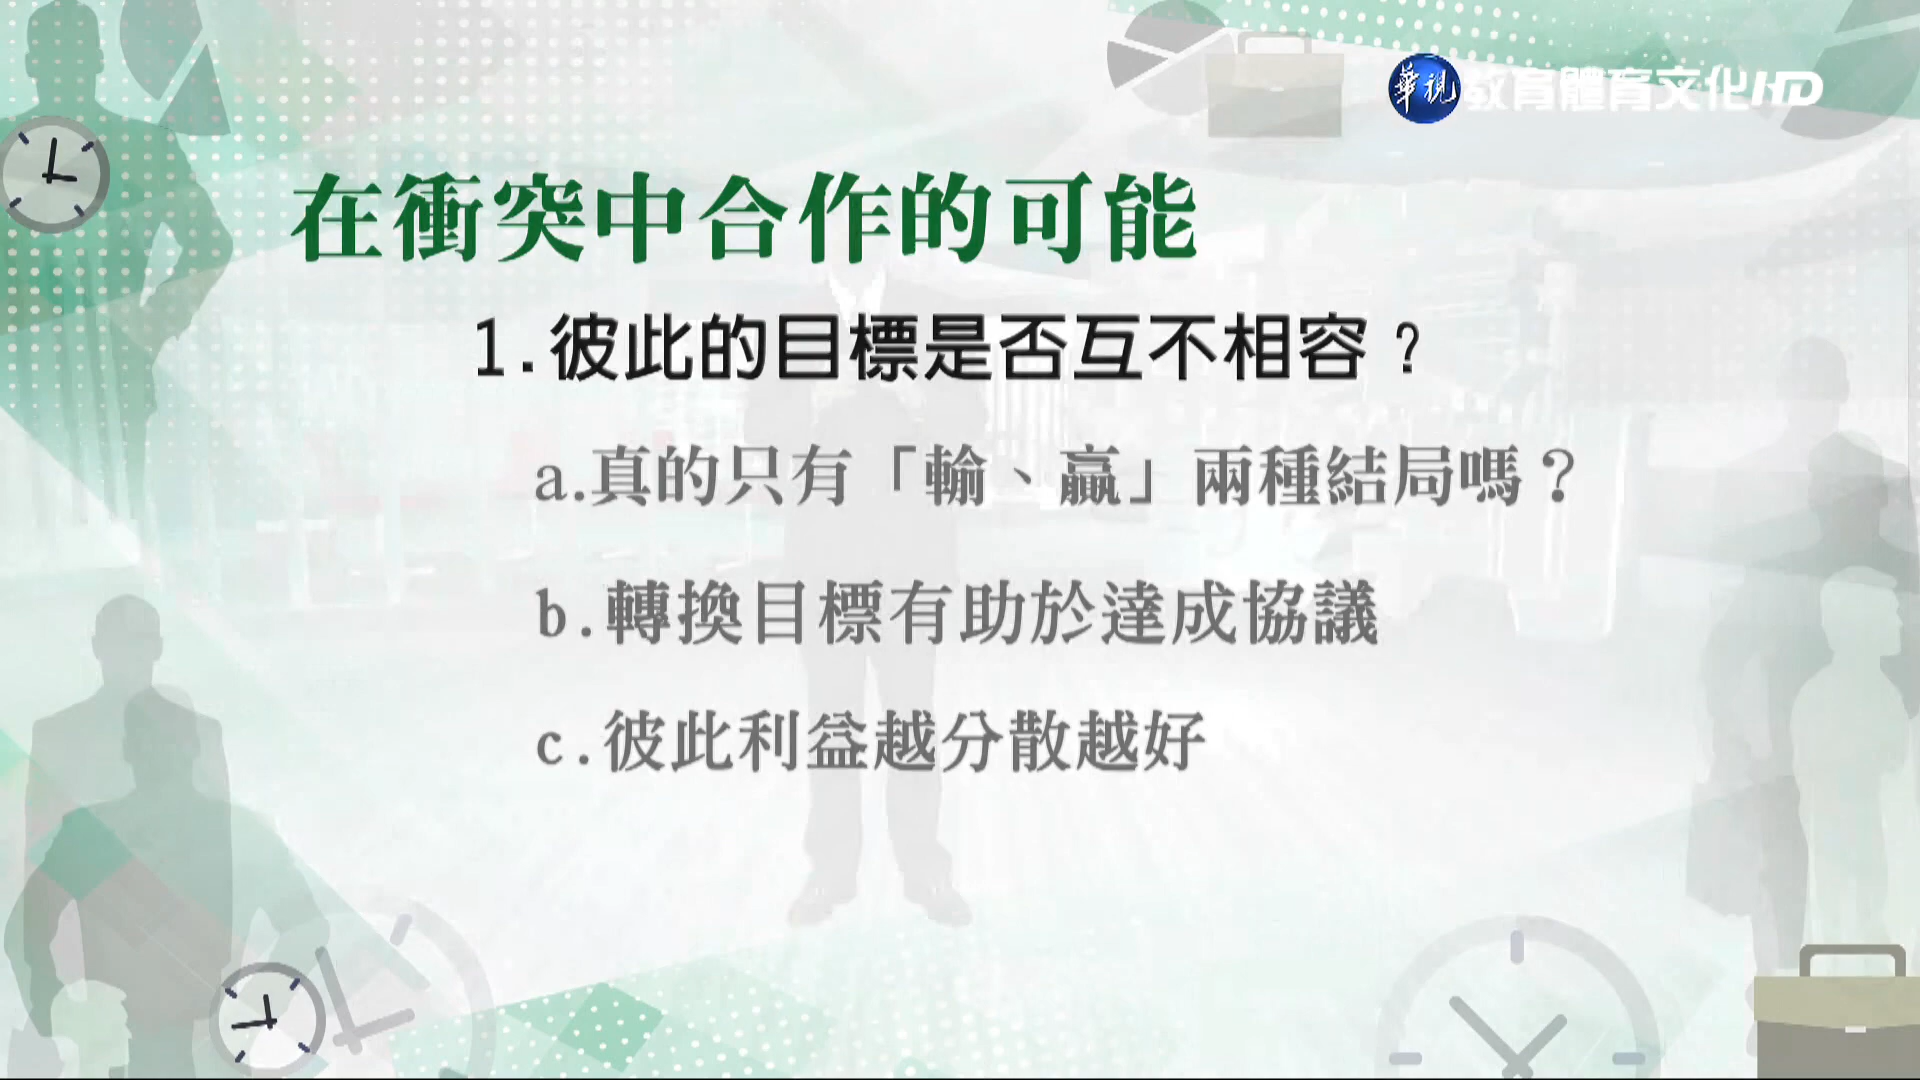 華視 教育體育文化HD
在衝突中合作的可能
1.彼此的目標是否互不相容？
a.真的只有「輸、贏」兩種結局嗎？
b.轉換目標有助於達成協議
c.彼此利益越分散越好